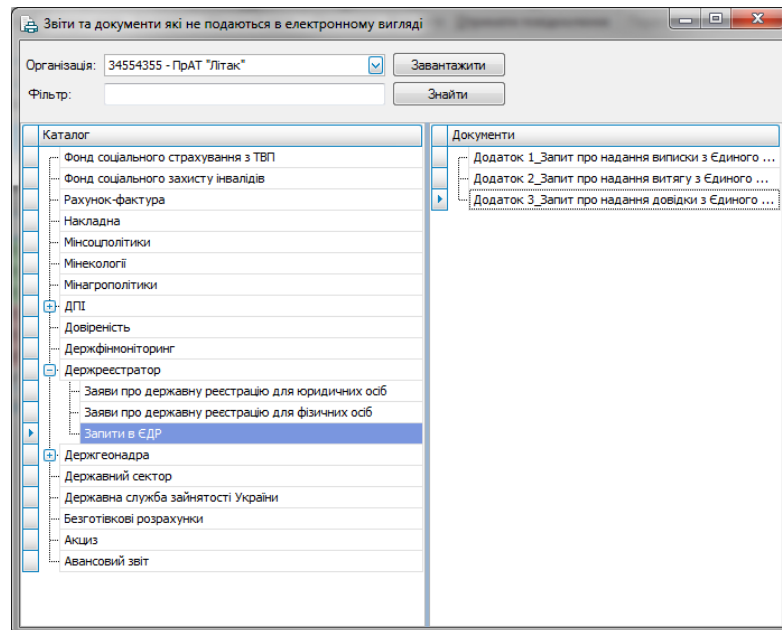 Звіти та документи які не подаються в електронному вигляді
Організація: 34554355 - ПрАТ "Літак" Завантажити
Фільтр: Знайти
Каталог
Фонд соціального страхування з ТВП
Фонд соціального захисту інвалідів
Рахунок-фактура
Накладна
Мінсоцполітики
Мінекології
Мінагрополітики
ДПІ
Довіреність
Держфінмоніторинг
Держреєстратор
Заяви про державну реєстрацію для юридичних осіб
Заяви про державну реєстрацію для фізичних осіб
Запити в ЄДР
Держгеонадра
Державний сектор
Державна служба зайнятості України
Безготівкові розрахунки
Акциз
Авансовий звіт
Документи
Додаток 1_Запит про надання виписки з Єдиного ...
Додаток 2_Запит про надання витягу з Єдиного ...
Додаток 3_Запит про надання довідки з Єдиного ...